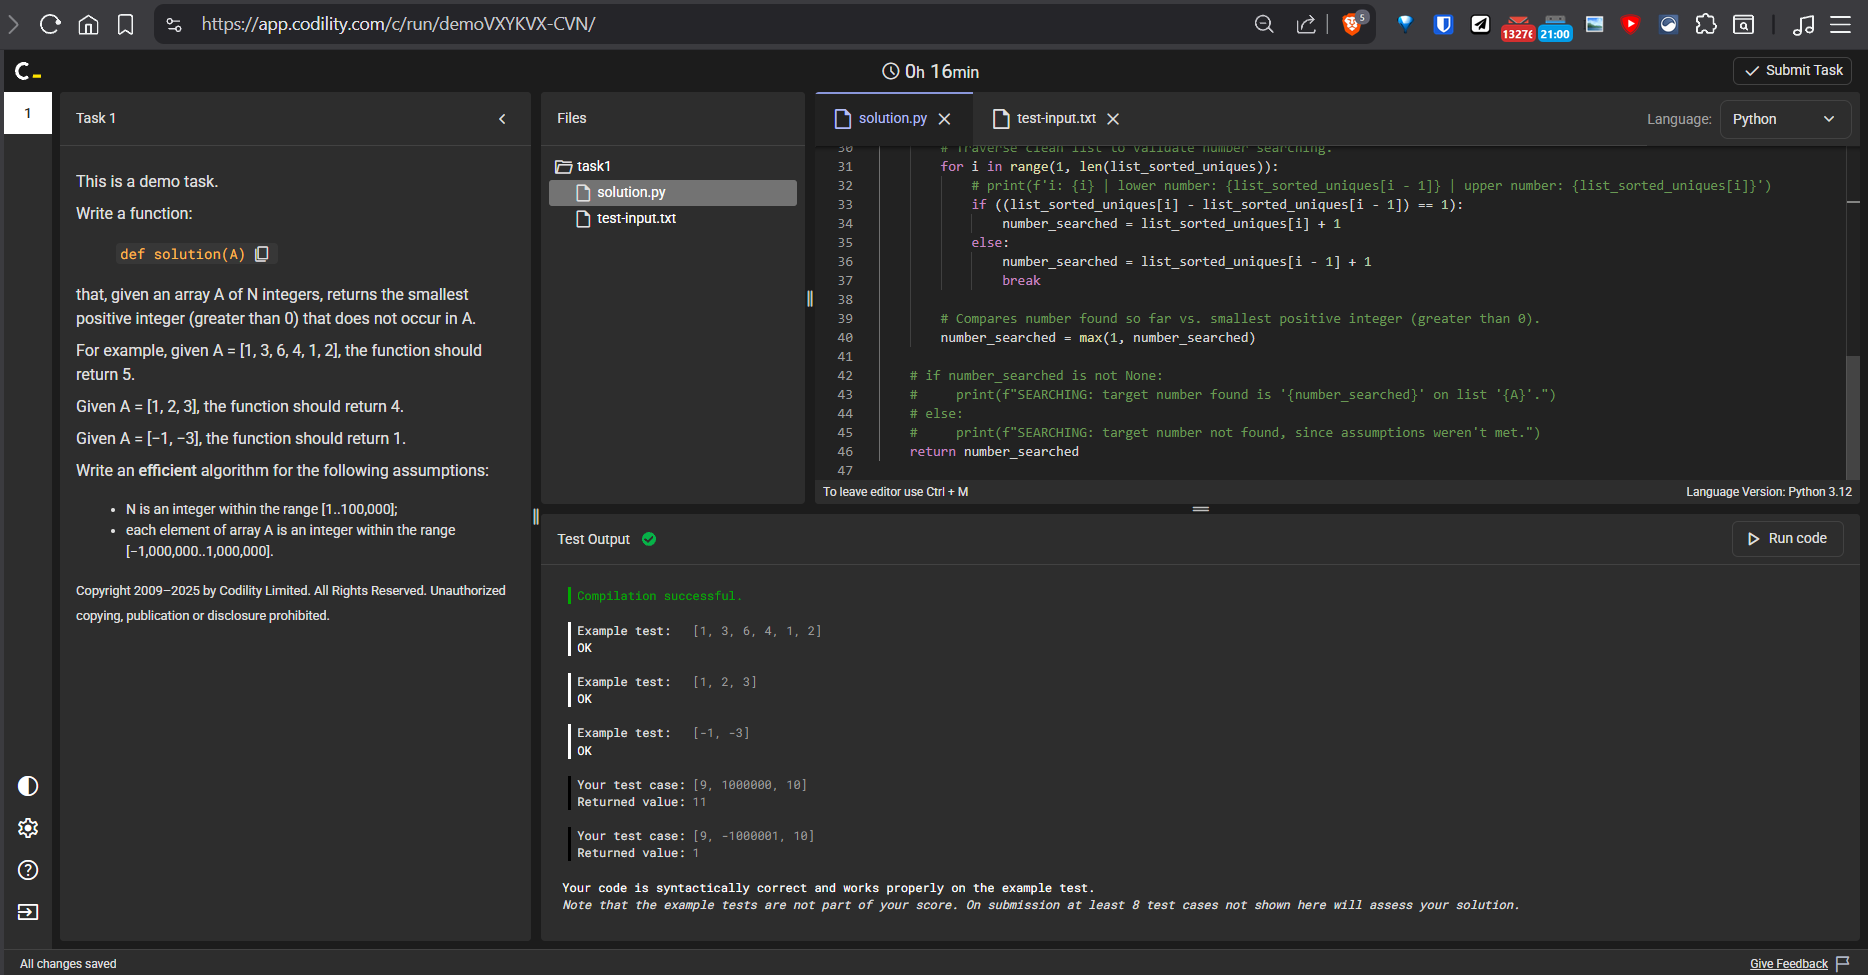 https://app.codility.com/c/run/demoVXYKVX-CVN/
5
1327€
21:00
C_
0h 16min
Submit Task
1
Task 1
This is a demo task.
Write a function:
def solution(A)
that, given an array A of N integers, returns the smallest
positive integer (greater than 0) that does not occur in A.
For example, given A = [1, 3, 6, 4, 1, 2], the function should
return 5.
Given A = [1, 2, 3], the function should return 4.
Given A = [−1, −3], the function should return 1.
Write an efficient algorithm for the following assumptions:
• N is an integer within the range [1..100,000];
• each element of array A is an integer within the range
[−1,000,000..1,000,000].
Copyright 2009–2025 by Codility Limited. All Rights Reserved. Unauthorized
copying, publication or disclosure prohibited.
Files
task1
solution.py
test-input.txt
solution.py
test-input.txt
Language: Python
30 # Traverse clean list to validate number searching.
31 for i in range(1, len(list_sorted_uniques)):
32 # print(f'i: {i} | lower number: {list_sorted_uniques[i - 1]} | upper number: {list_sorted_uniques[i]}')
33 if ((list_sorted_uniques[i] - list_sorted_uniques[i - 1]) == 1):
34 number_searched = list_sorted_uniques[i] + 1
35 else:
36 number_searched = list_sorted_uniques[i - 1] + 1
37 break
38
39 # Compares number found so far vs. smallest positive integer (greater than 0).
40 number_searched = max(1, number_searched)
41
42 # if number_searched is not None:
43 # print(f"SEARCHING: target number found is '{number_searched}' on list '{A}'.")
44 # else:
45 # print(f"SEARCHING: target number not found, since assumptions weren't met.")
46 return number_searched
47
To leave editor use Ctrl + M
Language Version: Python 3.12
Test Output
Run code
Compilation successful.
Example test: [1, 3, 6, 4, 1, 2]
OK
Example test: [1, 2, 3]
OK
Example test: [-1, -3]
OK
Your test case: [9, 1000000, 10]
Returned value: 11
Your test case: [9, -1000001, 10]
Returned value: 1
Your code is syntactically correct and works properly on the example test.
Note that the example tests are not part of your score. On submission at least 8 test cases not shown here will assess your solution.
All changes saved
Give Feedback